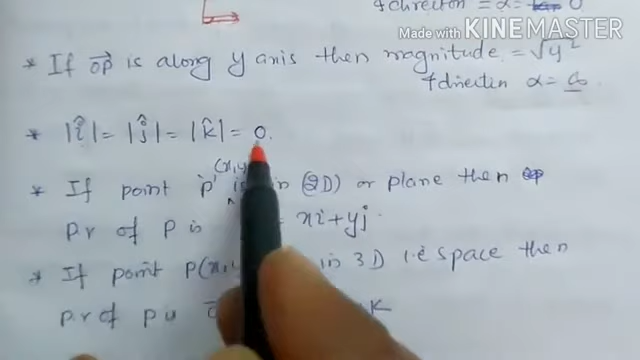 direction = α =
Made with KINEMASTER
* If OP⃗ is along y axis then magnitude = √y²
direction α =
* |î| = |ĵ| = |k̂| = 0.
* If point 'P' in (2D) or plane then
p.v of P is = xi + yj.
* If point P(x, in 3D i.e space then
p.v of p is K